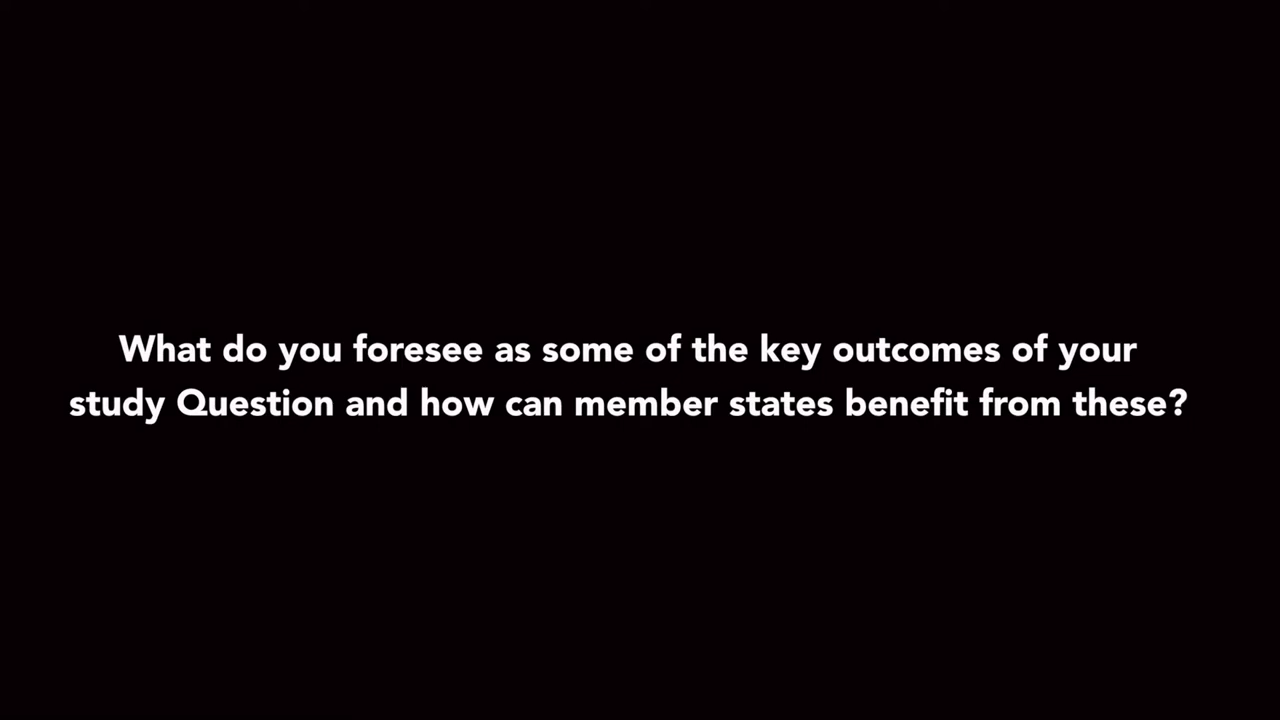 What do you foresee as some of the key outcomes of your
study Question and how can member states benefit from these?